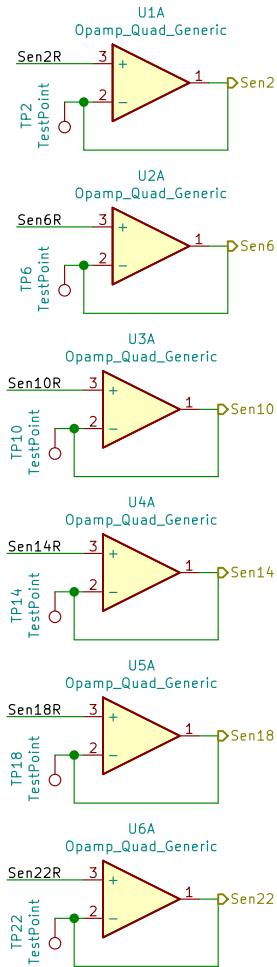 U1A
Opamp_Quad_Generic
Sen2R
3
+
1
Sen2
2
−
TP2
TestPoint
U2A
Opamp_Quad_Generic
Sen6R
3
+
1
Sen6
2
−
TP6
TestPoint
U3A
Opamp_Quad_Generic
Sen10R
3
+
1
Sen10
2
−
TP10
TestPoint
U4A
Opamp_Quad_Generic
Sen14R
3
+
1
Sen14
2
−
TP14
TestPoint
U5A
Opamp_Quad_Generic
Sen18R
3
+
1
Sen18
2
−
TP18
TestPoint
U6A
Opamp_Quad_Generic
Sen22R
3
+
1
Sen22
2
−
TP22
TestPoint